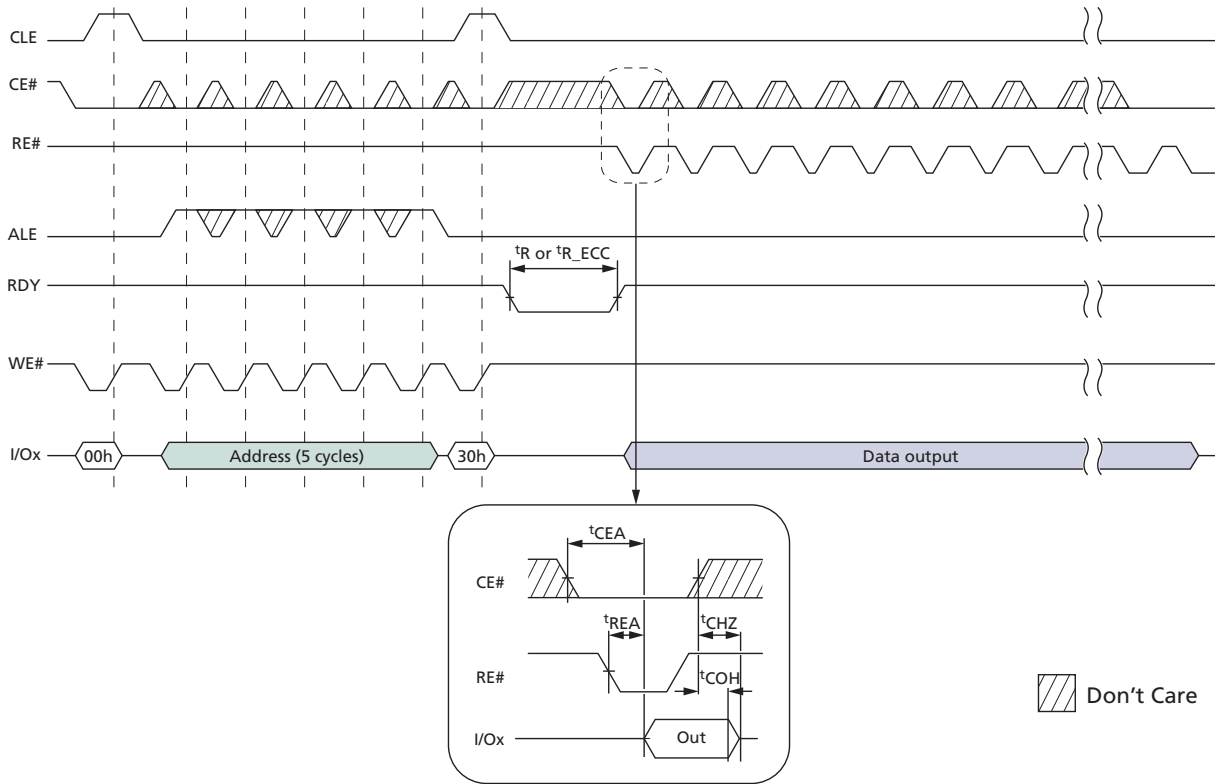 CLE
CE#
RE#
ALE
tR or tR_ECC
RDY
WE#
I/Ox
00h
Address (5 cycles)
30h
Data output
tCEA
CE#
tREA
tCHZ
RE#
tCOH
I/Ox
Out
Don't Care